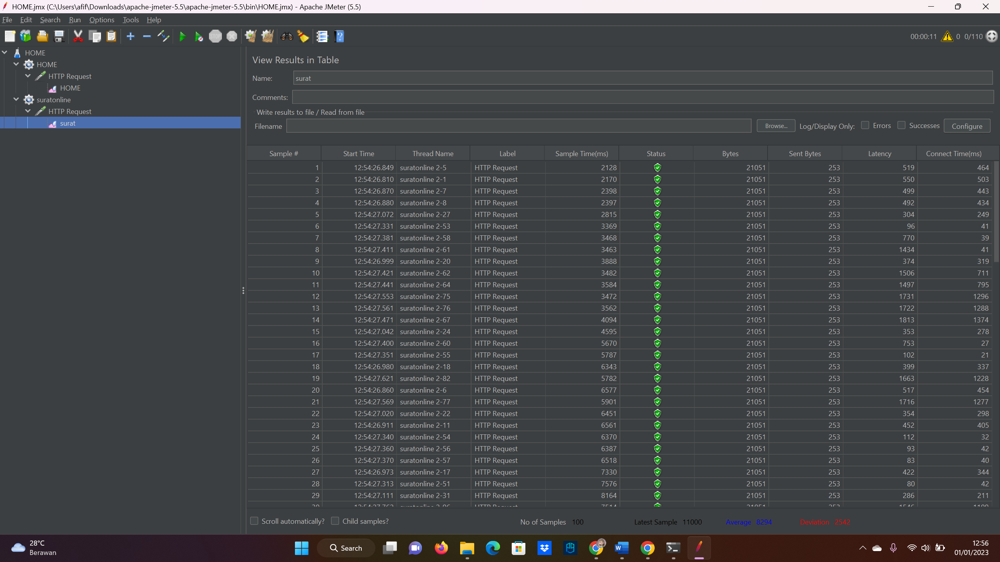 HOME.jmx (C:\Users\afif\Downloads\apache-jmeter-5.5\apache-jmeter-5.5\bin\HOME.jmx) - Apache JMeter (5.5)
File Edit Search Run Options Tools Help
STOP ? 00:00:11 0 0/110
HOME
HOME
HTTP Request
HOME
suratonline
HTTP Request
surat
View Results in Table
Name: surat
Comments:
Write results to file / Read from file
Filename Browse... Log/Display Only: Errors Successes Configure
Sample # Start Time Thread Name Label Sample Time(ms) Status Bytes Sent Bytes Latency Connect Time(ms)
1 12:54:26.849 suratonline 2-5 HTTP Request 2128 21051 253 519 464
2 12:54:26.810 suratonline 2-1 HTTP Request 2170 21051 253 550 503
3 12:54:26.870 suratonline 2-7 HTTP Request 2398 21051 253 499 443
4 12:54:26.880 suratonline 2-8 HTTP Request 2397 21051 253 492 434
5 12:54:27.072 suratonline 2-27 HTTP Request 2815 21051 253 304 249
6 12:54:27.331 suratonline 2-53 HTTP Request 3369 21051 253 96 41
7 12:54:27.381 suratonline 2-58 HTTP Request 3468 21051 253 770 39
8 12:54:27.411 suratonline 2-61 HTTP Request 3463 21051 253 1434 41
9 12:54:26.999 suratonline 2-20 HTTP Request 3888 21051 253 374 319
10 12:54:27.421 suratonline 2-62 HTTP Request 3482 21051 253 1506 711
11 12:54:27.441 suratonline 2-64 HTTP Request 3584 21051 253 1497 795
12 12:54:27.553 suratonline 2-75 HTTP Request 3472 21051 253 1731 1296
13 12:54:27.561 suratonline 2-76 HTTP Request 3562 21051 253 1722 1288
14 12:54:27.471 suratonline 2-67 HTTP Request 4094 21051 253 1813 1374
15 12:54:27.042 suratonline 2-24 HTTP Request 4595 21051 253 353 278
16 12:54:27.400 suratonline 2-60 HTTP Request 5670 21051 253 753 27
17 12:54:27.351 suratonline 2-55 HTTP Request 5787 21051 253 102 21
18 12:54:26.980 suratonline 2-18 HTTP Request 6343 21051 253 399 337
19 12:54:27.621 suratonline 2-82 HTTP Request 5782 21051 253 1663 1228
20 12:54:26.860 suratonline 2-6 HTTP Request 6577 21051 253 517 454
21 12:54:27.569 suratonline 2-77 HTTP Request 5901 21051 253 1716 1277
22 12:54:27.020 suratonline 2-22 HTTP Request 6451 21051 253 354 298
23 12:54:26.911 suratonline 2-11 HTTP Request 6561 21051 253 452 405
24 12:54:27.340 suratonline 2-54 HTTP Request 6370 21051 253 112 32
25 12:54:27.360 suratonline 2-56 HTTP Request 6387 21051 253 93 42
26 12:54:27.370 suratonline 2-57 HTTP Request 6518 21051 253 83 40
27 12:54:26.973 suratonline 2-17 HTTP Request 7330 21051 253 422 344
28 12:54:27.313 suratonline 2-51 HTTP Request 7576 21051 253 80 42
29 12:54:27.111 suratonline 2-31 HTTP Request 8164 21051 253 286 211
Scroll automatically? Child samples? No of Samples 100 Latest Sample 11000 Average 8294 Deviation 2542
28°C
Berawan
Search
12:56
01/01/2023